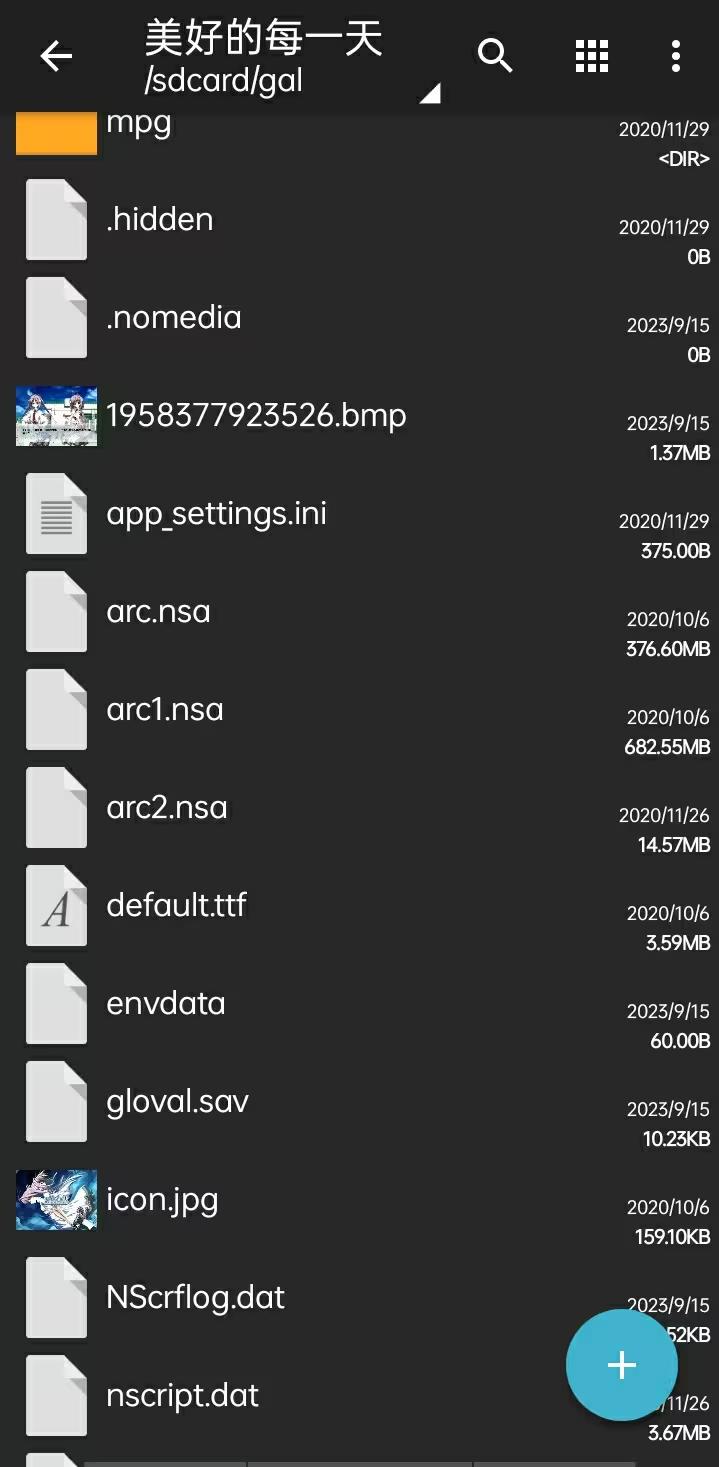 美好的每一天
/sdcard/gal
mpg
2020/11/29
<DIR>
.hidden
2020/11/29
0B
.nomedia
2023/9/15
0B
1958377923526.bmp
2023/9/15
1.37MB
app_settings.ini
2020/11/29
375.00B
arc.nsa
2020/10/6
376.60MB
arc1.nsa
2020/10/6
682.55MB
arc2.nsa
2020/11/26
14.57MB
default.ttf
2020/10/6
3.59MB
envdata
2023/9/15
60.00B
gloval.sav
2023/9/15
10.23KB
icon.jpg
2020/10/6
159.10KB
NScrflog.dat
2023/9/15
52KB
nscript.dat
/11/26
3.67MB